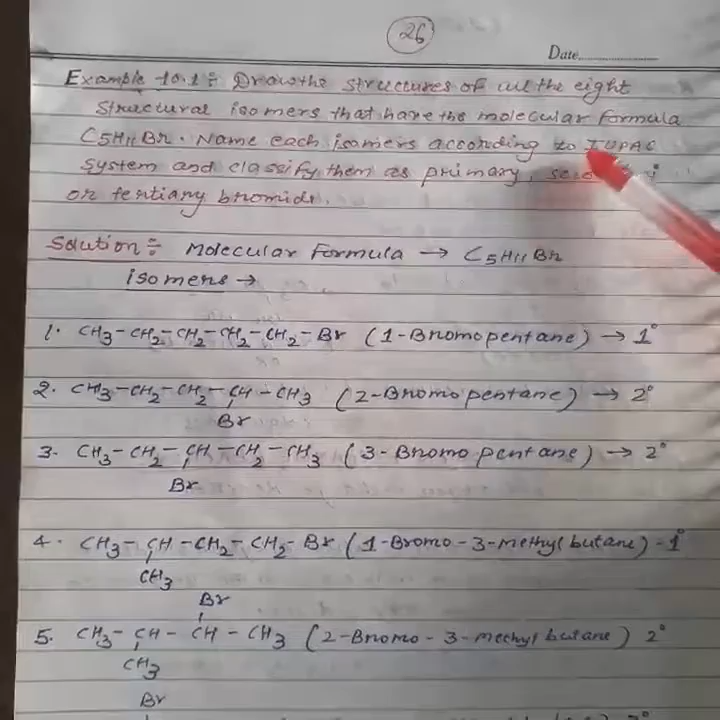 26
Date
Example 10.1 ÷ Draw the structures of all the eight
structural isomers that have the molecular formula
C5H11Br. Name each isomers according to IUPAC
system and classify them as primary,
or tertiary bromide.
Solution ÷ Molecular Formula → C5H11Br
isomers →
1. CH3-CH2-CH2-CH2-CH2-Br (1-Bromopentane) → 1°
2. CH3-CH2-CH2-CH-CH3 (2-Bromopentane) → 2°
Br
3. CH3-CH2-CH-CH2-CH3 (3-Bromopentane) → 2°
Br
4. CH3-CH-CH2-CH2-Br (1-Bromo-3-methylbutane)-1°
CH3
Br
5. CH3-CH-CH-CH3 (2-Bromo-3-methylbutane) 2°
CH3
Br